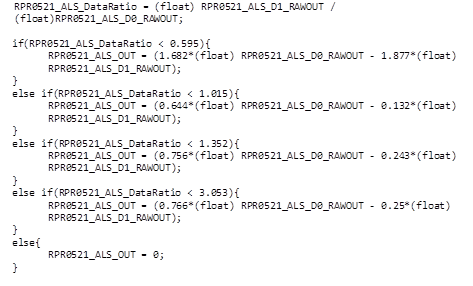 RPR0521_ALS_DataRatio = (float) RPR0521_ALS_D1_RAWOUT /
(float)RPR0521_ALS_D0_RAWOUT;
if(RPR0521_ALS_DataRatio < 0.595){
RPR0521_ALS_OUT = (1.682*(float) RPR0521_ALS_D0_RAWOUT - 1.877*(float)
RPR0521_ALS_D1_RAWOUT);
}
else if(RPR0521_ALS_DataRatio < 1.015){
RPR0521_ALS_OUT = (0.644*(float) RPR0521_ALS_D0_RAWOUT - 0.132*(float)
RPR0521_ALS_D1_RAWOUT);
}
else if(RPR0521_ALS_DataRatio < 1.352){
RPR0521_ALS_OUT = (0.756*(float) RPR0521_ALS_D0_RAWOUT - 0.243*(float)
RPR0521_ALS_D1_RAWOUT);
}
else if(RPR0521_ALS_DataRatio < 3.053){
RPR0521_ALS_OUT = (0.766*(float) RPR0521_ALS_D0_RAWOUT - 0.25*(float)
RPR0521_ALS_D1_RAWOUT);
}
else{
RPR0521_ALS_OUT = 0;
}